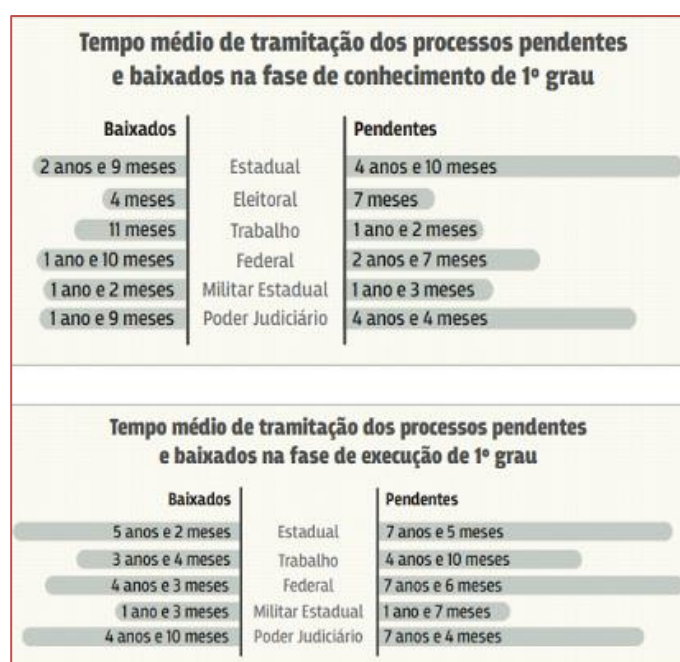 Tempo médio de tramitação dos processos pendentes
e baixados na fase de conhecimento de 1º grau
Baixados Pendentes
2 anos e 9 meses Estadual 4 anos e 10 meses
4 meses Eleitoral 7 meses
11 meses Trabalho 1 ano e 2 meses
1 ano e 10 meses Federal 2 anos e 7 meses
1 ano e 2 meses Militar Estadual 1 ano e 3 meses
1 ano e 9 meses Poder Judiciário 4 anos e 4 meses
Tempo médio de tramitação dos processos pendentes
e baixados na fase de execução de 1º grau
Baixados Pendentes
5 anos e 2 meses Estadual 7 anos e 5 meses
3 anos e 4 meses Trabalho 4 anos e 10 meses
4 anos e 3 meses Federal 7 anos e 6 meses
1 ano e 3 meses Militar Estadual 1 ano e 7 meses
4 anos e 10 meses Poder Judiciário 7 anos e 4 meses